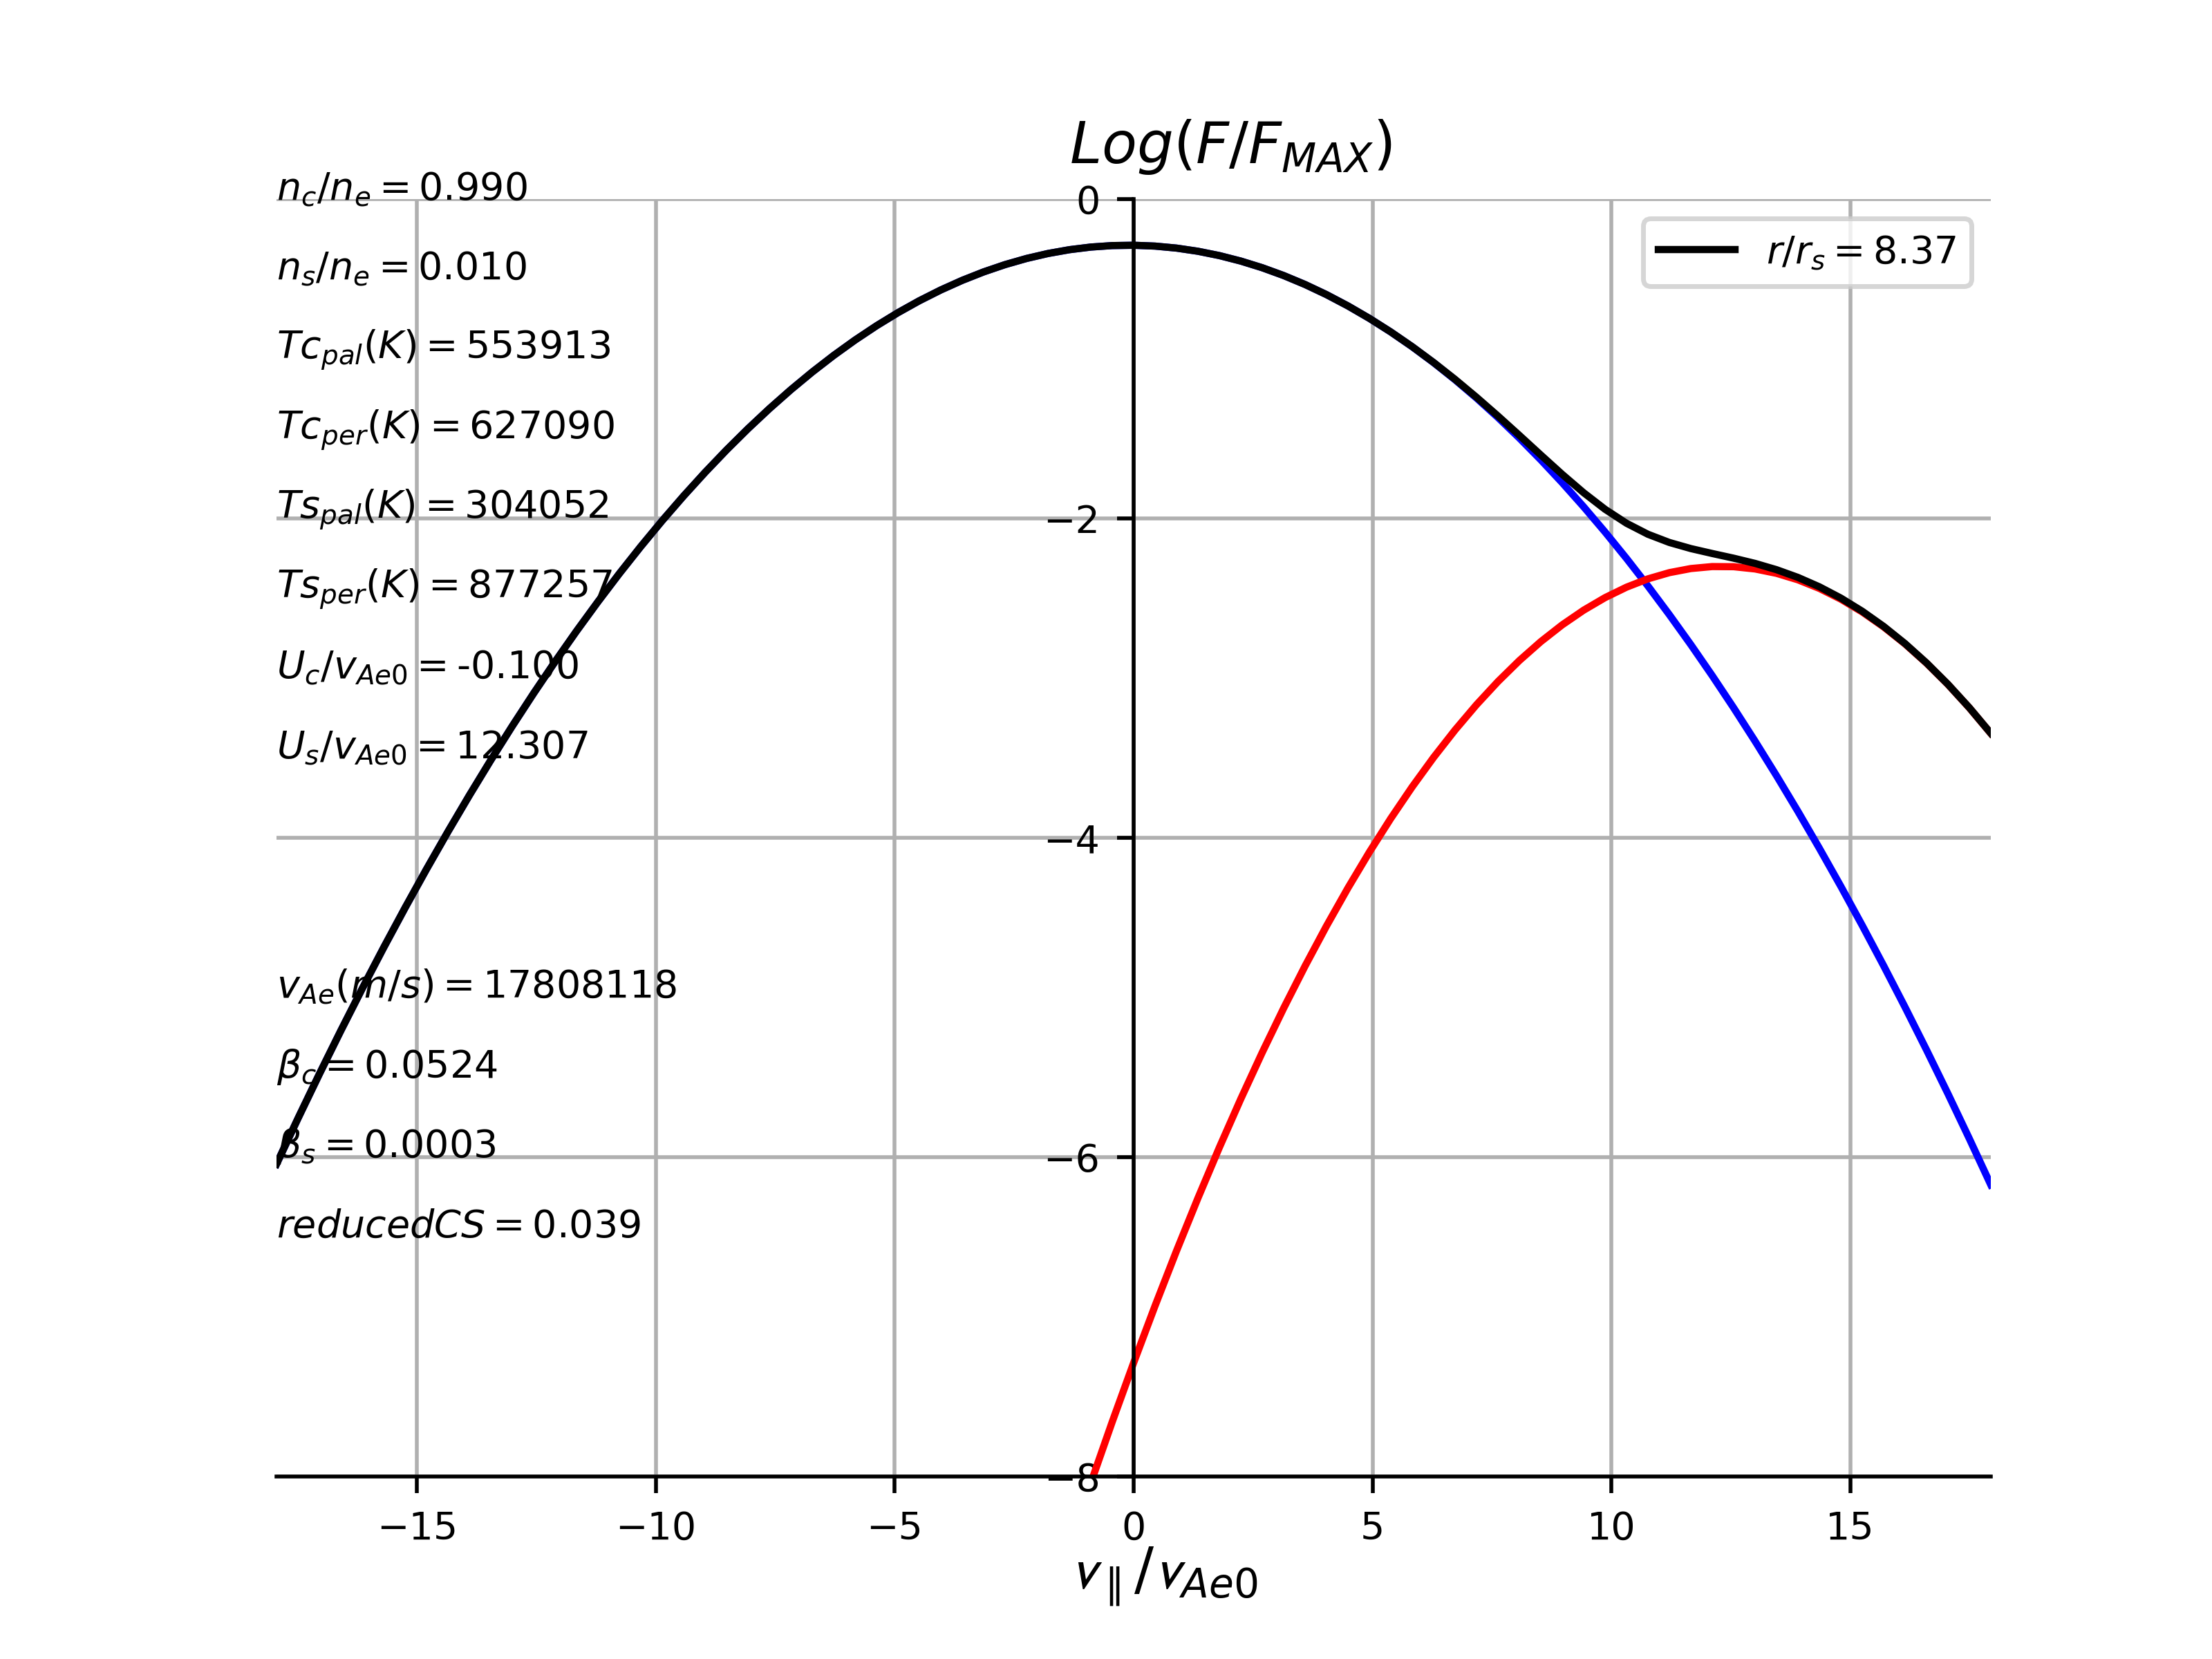 Log(F/F_MAX)
n_c/n_e = 0.990
n_s/n_e = 0.010
Tc_pal(K) = 553913
Tc_per(K) = 627090
Ts_pal(K) = 304052
Ts_per(K) = 877257
U_c/v_Ae0 = -0.100
U_s/v_Ae0 = 12.307
v_Ae(m/s) = 17808118
β_c = 0.0524
β_s = 0.0003
reducedCS = 0.039
r/r_s = 8.37
0
−2
−4
−6
−8
−15 −10 −5 0 5 10 15
v_∥/v_Ae0